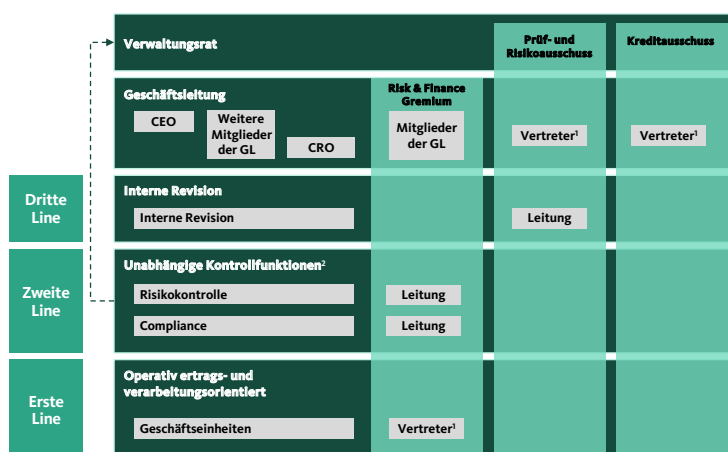 Verwaltungsrat
Prüf- und
Risikoausschuss
Kreditausschuss
Geschäftsleitung
Risk & Finance
Gremium
CEO
Weitere
Mitglieder
der GL
CRO
Mitglieder
der GL
Vertreter¹
Vertreter¹
Dritte
Line
Interne Revision
Interne Revision
Leitung
Zweite
Line
Unabhängige Kontrollfunktionen²
Risikokontrolle
Leitung
Compliance
Leitung
Erste
Line
Operativ ertrags- und
verarbeitungsorientiert
Geschäftseinheiten
Vertreter¹